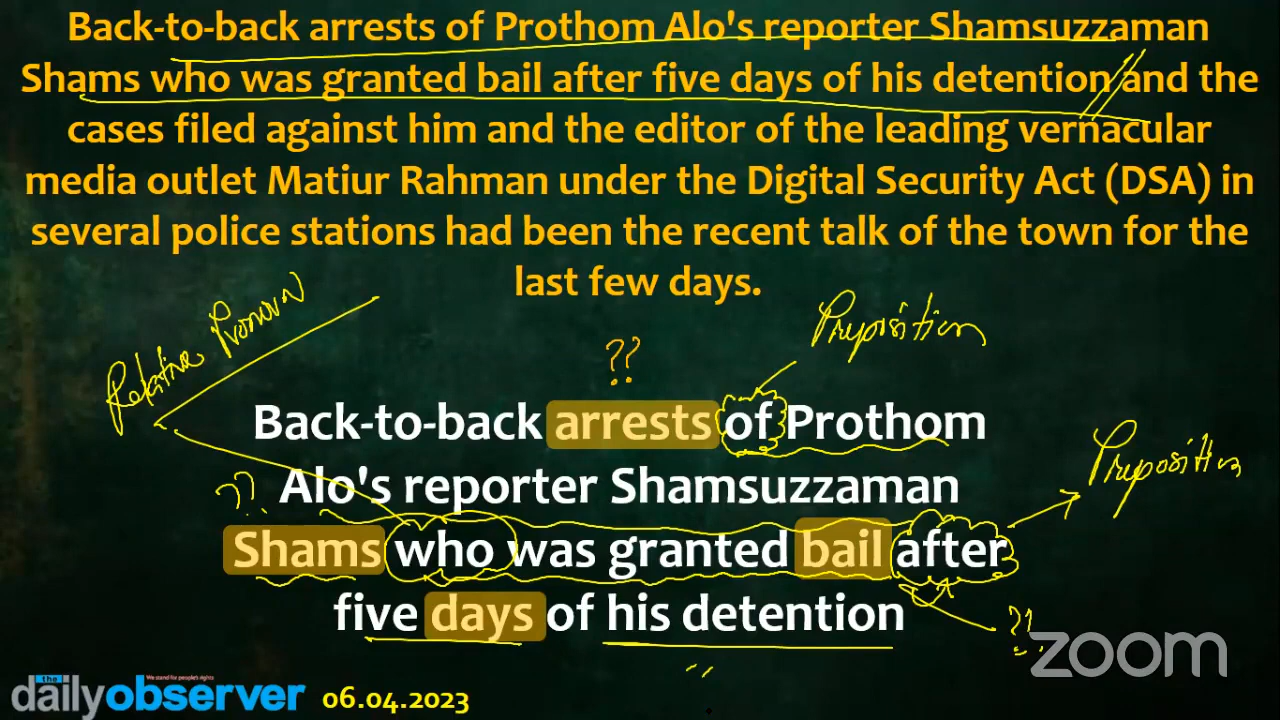 Back-to-back arrests of Prothom Alo's reporter Shamsuzzaman
Shams who was granted bail after five days of his detention and the
cases filed against him and the editor of the leading vernacular
media outlet Matiur Rahman under the Digital Security Act (DSA) in
several police stations had been the recent talk of the town for the
last few days.
Relative Pronoun
Preposition
??
Back-to-back arrests of Prothom
Preposition
?? Alo's reporter Shamsuzzaman
Shams who was granted bail after
five days of his detention
??
zoom
the
We stand for people's rights
dailyobserver 06.04.2023